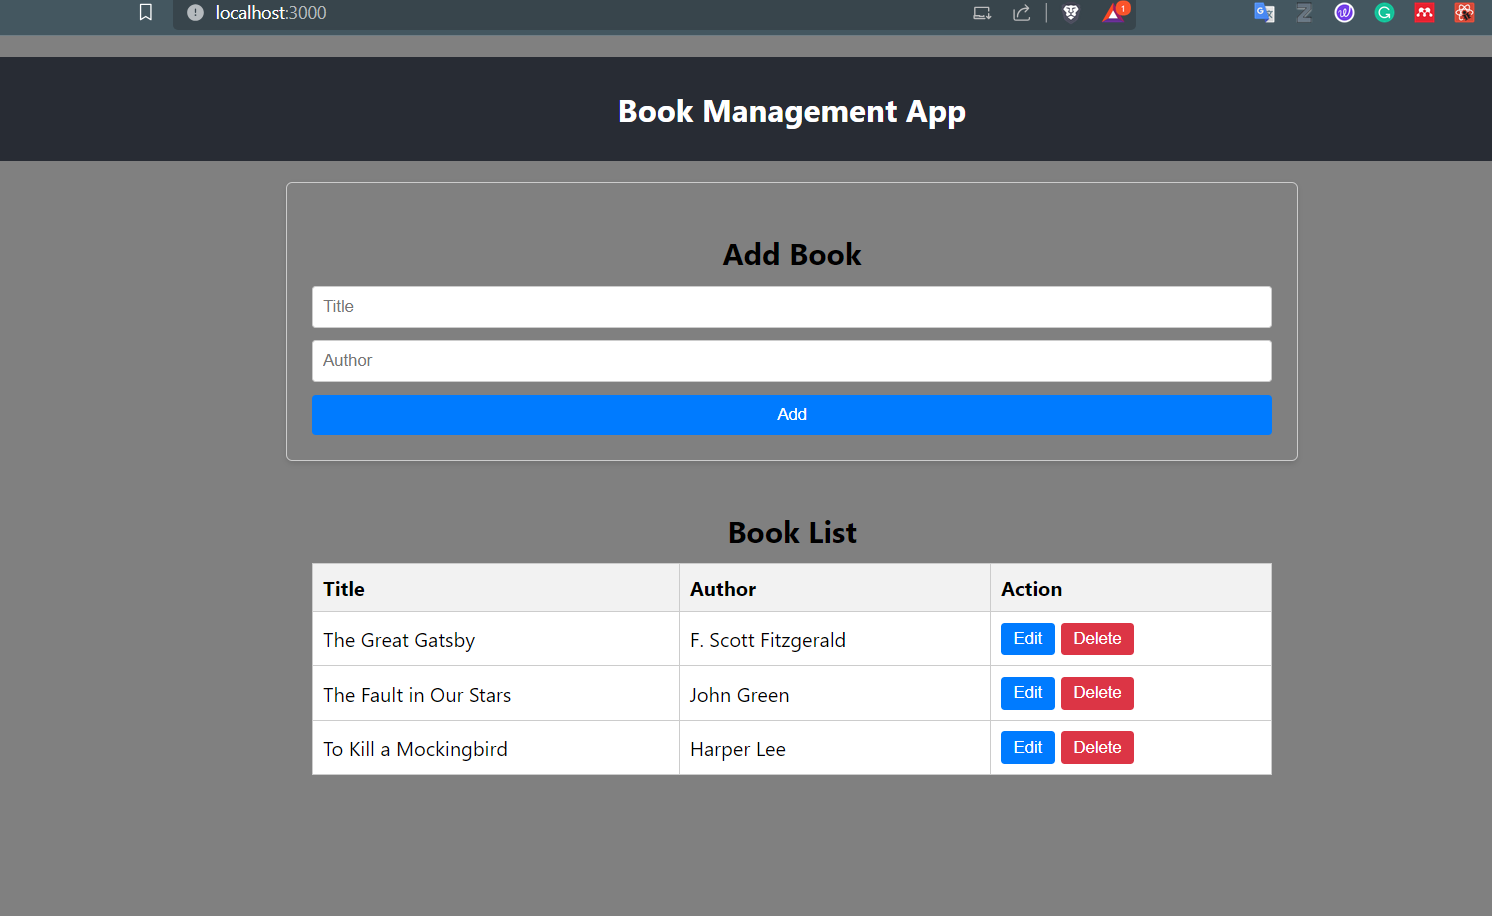 localhost:3000
1
Book Management App
Add Book
Title
Author
Add
Book List
Title Author Action
The Great Gatsby F. Scott Fitzgerald Edit Delete
The Fault in Our Stars John Green Edit Delete
To Kill a Mockingbird Harper Lee Edit Delete